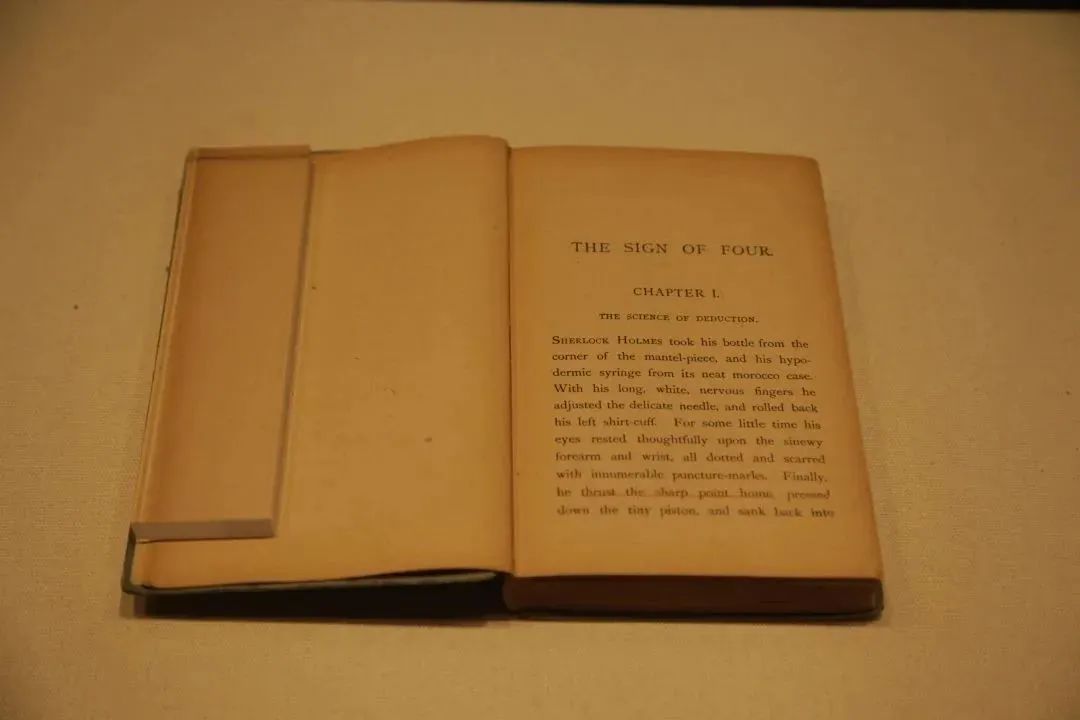 THE SIGN OF FOUR.
CHAPTER I.
THE SCIENCE OF DEDUCTION.
SHERLOCK HOLMES took his bottle from the
corner of the mantel-piece, and his hypo-
dermic syringe from its neat morocco case.
With his long, white, nervous fingers he
adjusted the delicate needle, and rolled back
his left shirt-cuff. For some little time his
eyes rested thoughtfully upon the sinewy
forearm and wrist, all dotted and scarred
with innumerable puncture-marks. Finally,
he thrust the sharp point home, pressed
down the tiny piston, and sank back into